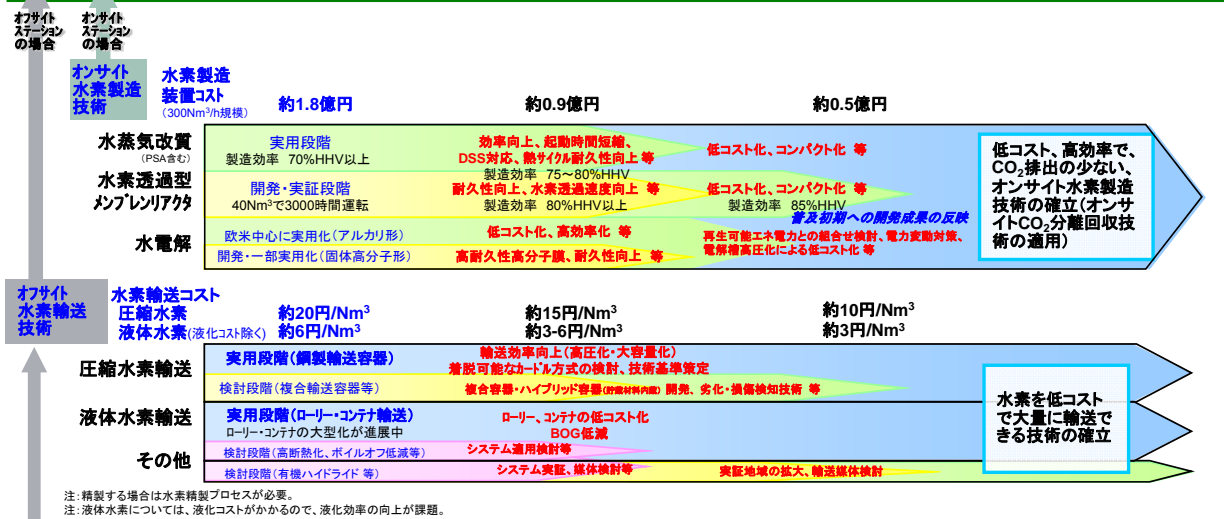 オフサイト
ステーション
の場合
オンサイト
ステーション
の場合
オンサイト
水素製造
技術
水素製造
装置コスト
(300Nm³/h規模)
約1.8億円
約0.9億円
約0.5億円
水蒸気改質
(PSA含む)
実用段階
製造効率 70%HHV以上
効率向上、起動時間短縮、
DSS対応、熱サイクル耐久性向上 等
製造効率 75～80%HHV
低コスト化、コンパクト化 等
水素透過型
メンブレンリアクタ
開発・実証段階
40Nm³で3000時間運転
耐久性向上、水素透過速度向上 等
製造効率 80%HHV以上
低コスト化、コンパクト化 等
製造効率 85%HHV
普及初期への開発成果の反映
水電解
欧米中心に実用化（アルカリ形）
低コスト化、高効率化 等
再生可能エネ電力との組合せ検討、電力変動対策、
電解槽高圧化による低コスト化 等
開発・一部実用化（固体高分子形）
高耐久性高分子膜、耐久性向上 等
低コスト、高効率で、
CO₂排出の少ない、
オンサイト水素製造
技術の確立（オンサ
イトCO₂分離回収技
術の適用）
オフサイト
水素輸送
技術
水素輸送コスト
圧縮水素 約20円/Nm³ 約15円/Nm³ 約10円/Nm³
液体水素(液化コスト除く) 約6円/Nm³ 約3-6円/Nm³ 約3円/Nm³
圧縮水素輸送
実用段階（鋼製輸送容器）
輸送効率向上（高圧化・大容量化）
着脱可能なカードル方式の検討、技術基準策定
検討段階（複合輸送容器等）
複合容器・ハイブリッド容器(貯蔵材料内蔵) 開発、劣化・損傷検知技術 等
液体水素輸送
実用段階（ローリー・コンテナ輸送）
ローリー・コンテナの大型化が進展中
ローリー、コンテナの低コスト化
BOG低減
検討段階（高断熱化、ボイルオフ低減等）
システム適用検討等
その他
検討段階（有機ハイドライド 等）
システム実証、媒体検討等
実証地域の拡大、輸送媒体検討
水素を低コスト
で大量に輸送で
きる技術の確立
注：精製する場合は水素精製プロセスが必要。
注：液体水素については、液化コストがかかるので、液化効率の向上が課題。